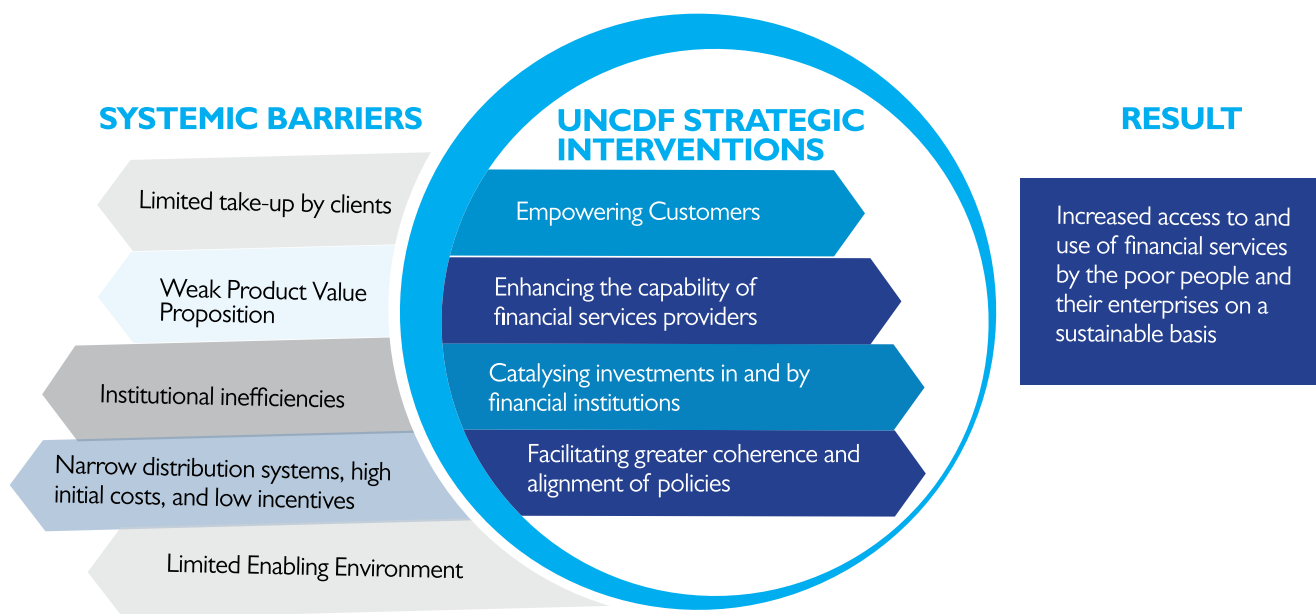 SYSTEMIC BARRIERS
Limited take-up by clients
Weak Product Value
Proposition
Institutional inefficiencies
Narrow distribution systems, high
initial costs, and low incentives
Limited Enabling Environment
UNCDF STRATEGIC
INTERVENTIONS
Empowering Customers
Enhancing the capability of
financial services providers
Catalysing investments in and by
financial institutions
Facilitating greater coherence and
alignment of policies
RESULT
Increased access to and
use of financial services
by the poor people and
their enterprises on a
sustainable basis